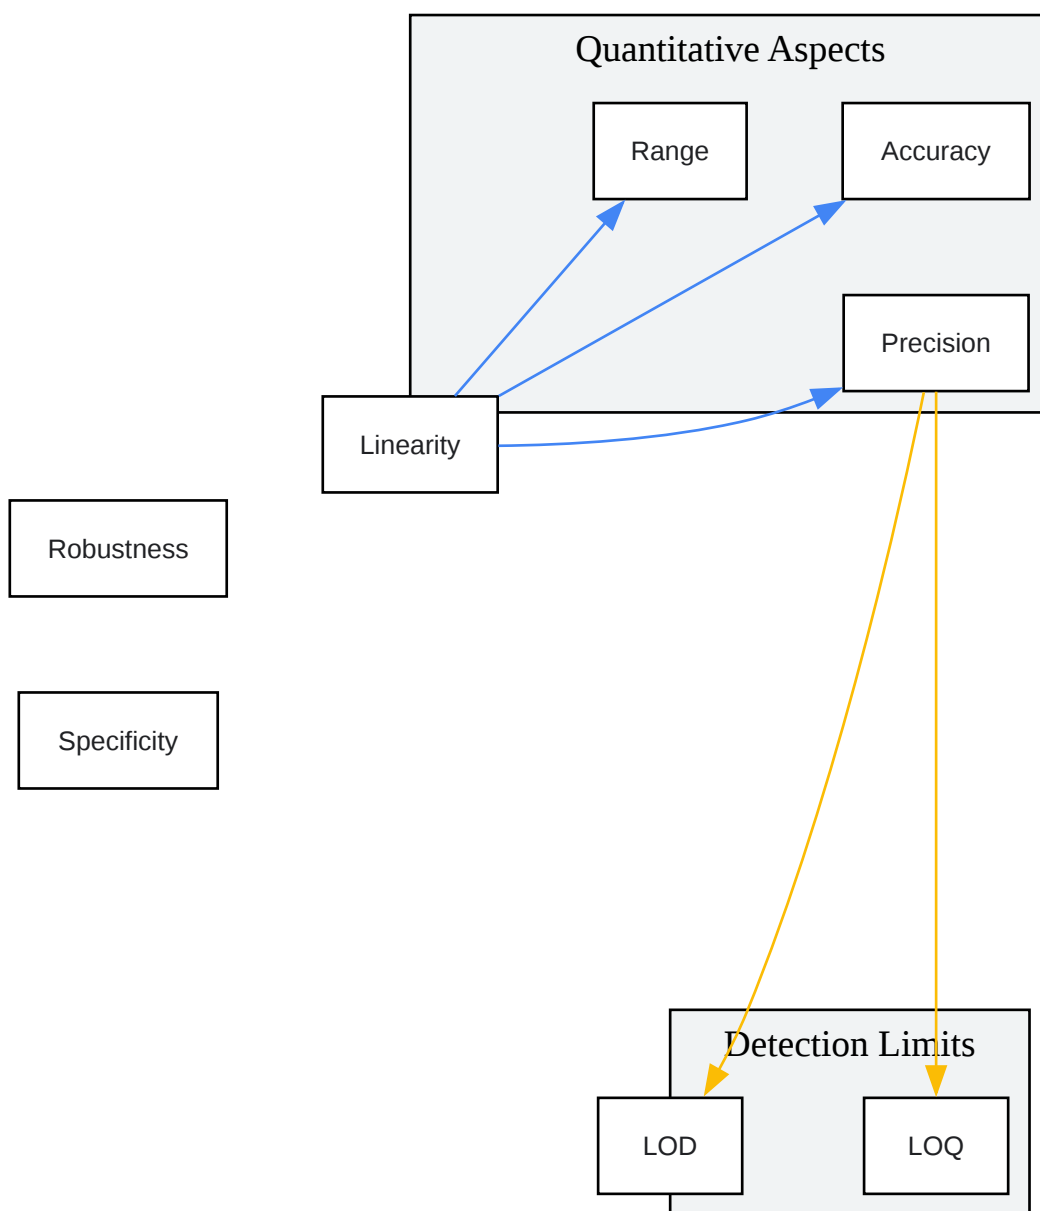 Quantitative Aspects
Range
Accuracy
Precision
Linearity
Robustness
Specificity
Detection Limits
LOD
LOQ